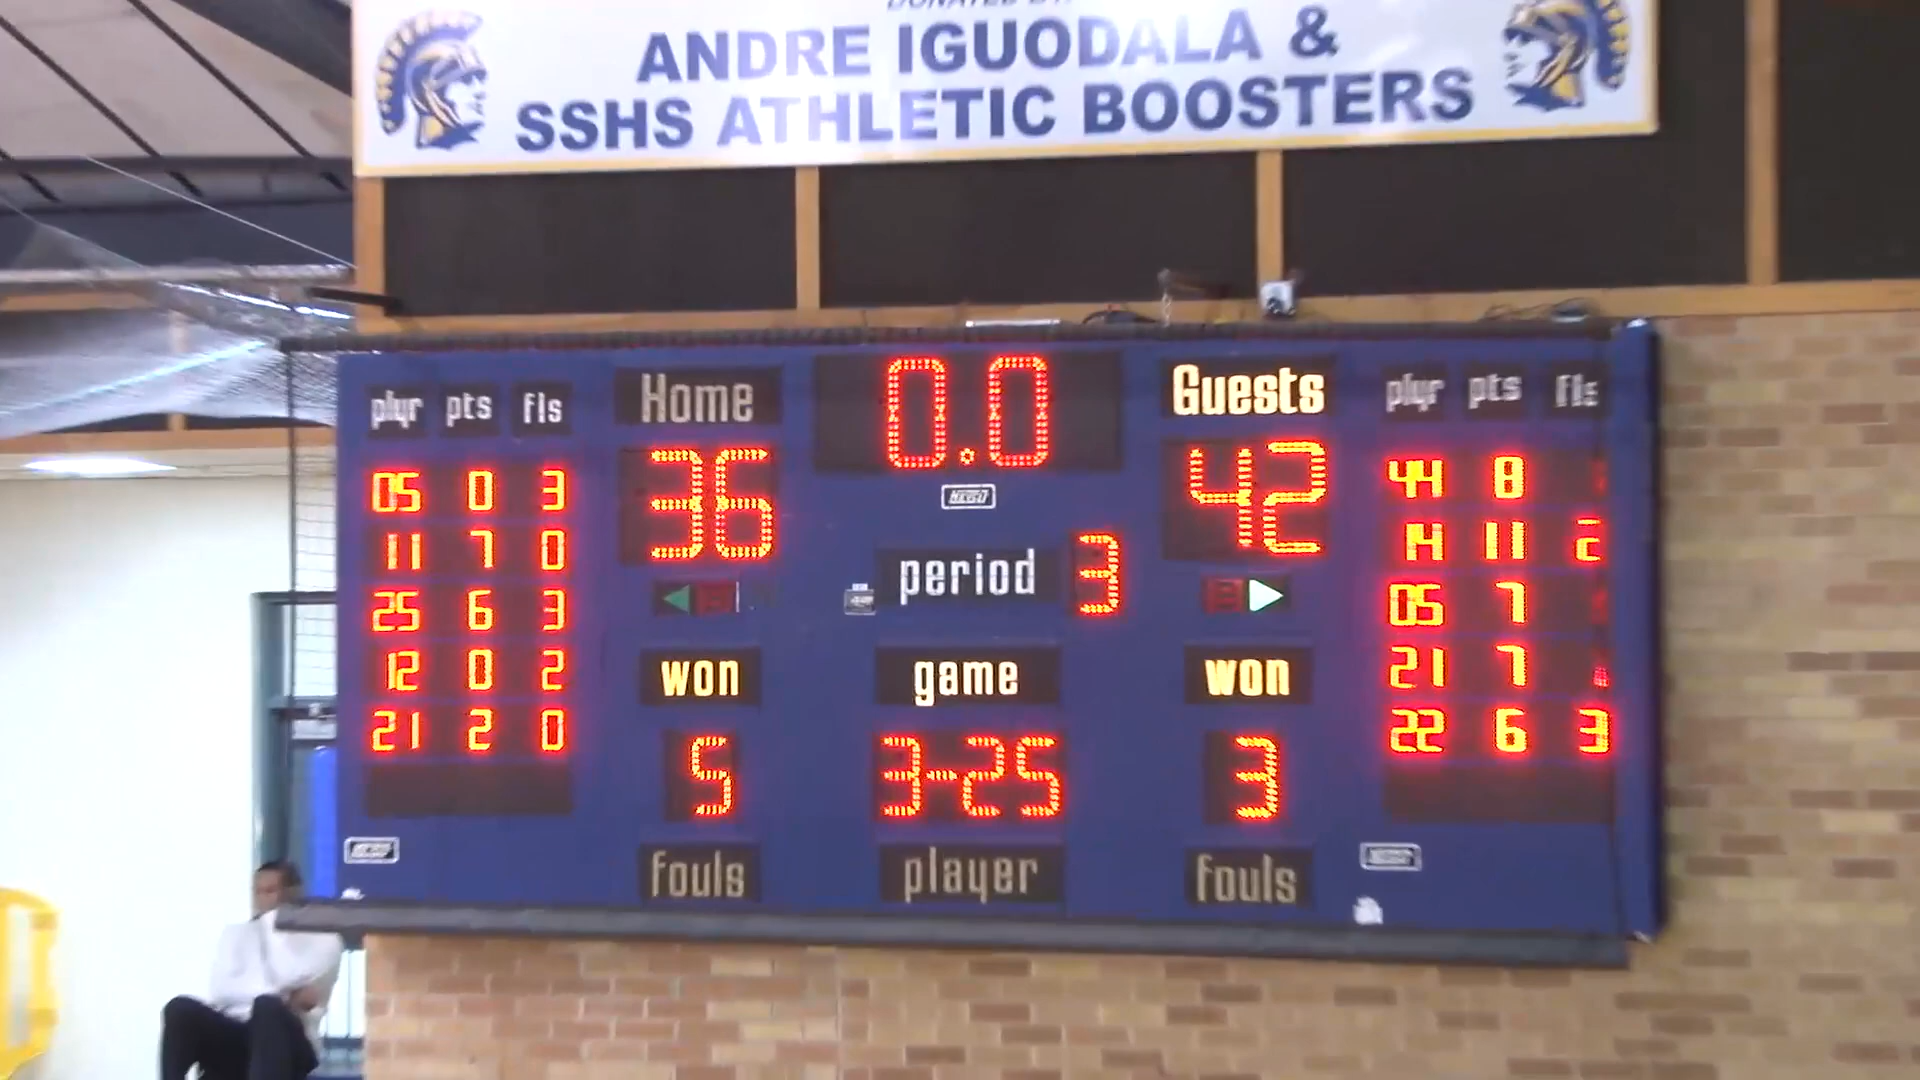 DONATED BY:
ANDRE IGUODALA &
SSHS ATHLETIC BOOSTERS
plyr pts fls
05 0 3
11 7 0
25 6 3
12 0 2
21 2 0
Home 0.0 Guests
36 42
period 3
won game won
5 3-25 3
fouls player fouls
plyr pts fls
44 8
14 11 2
05 7
21 7
22 6 3